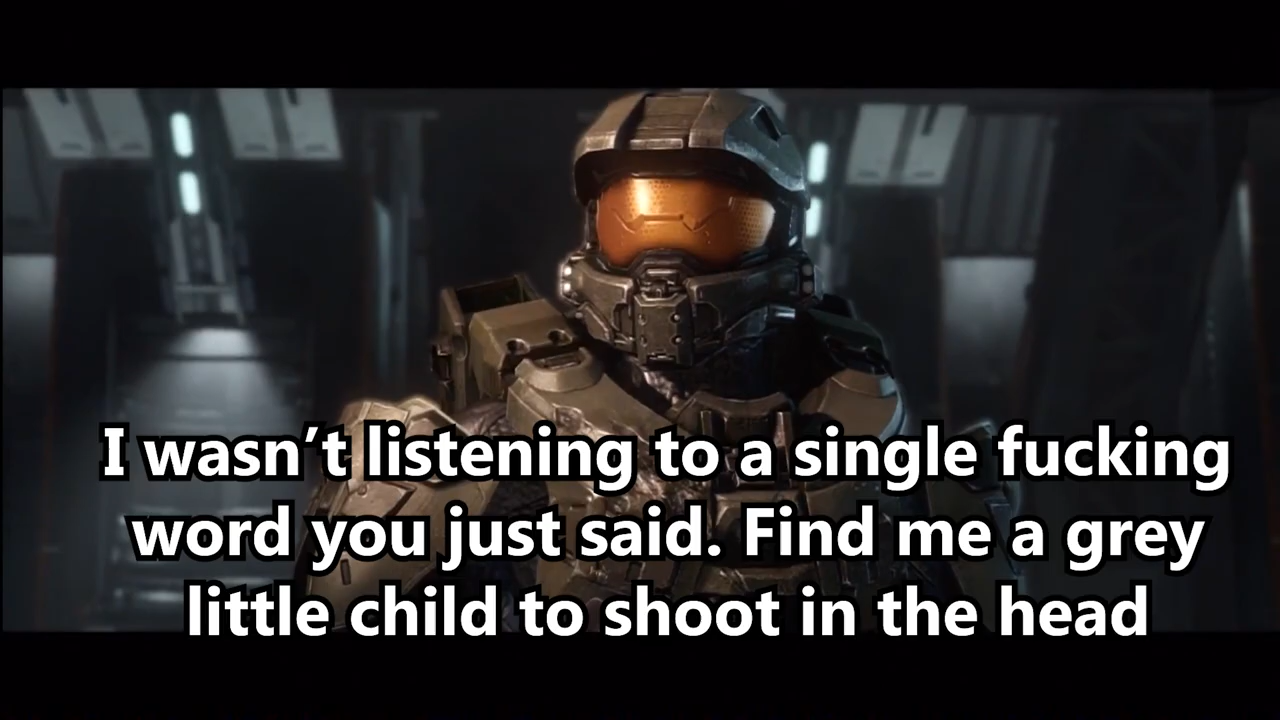 I wasn’t listening to a single fucking
word you just said. Find me a grey
little child to shoot in the head